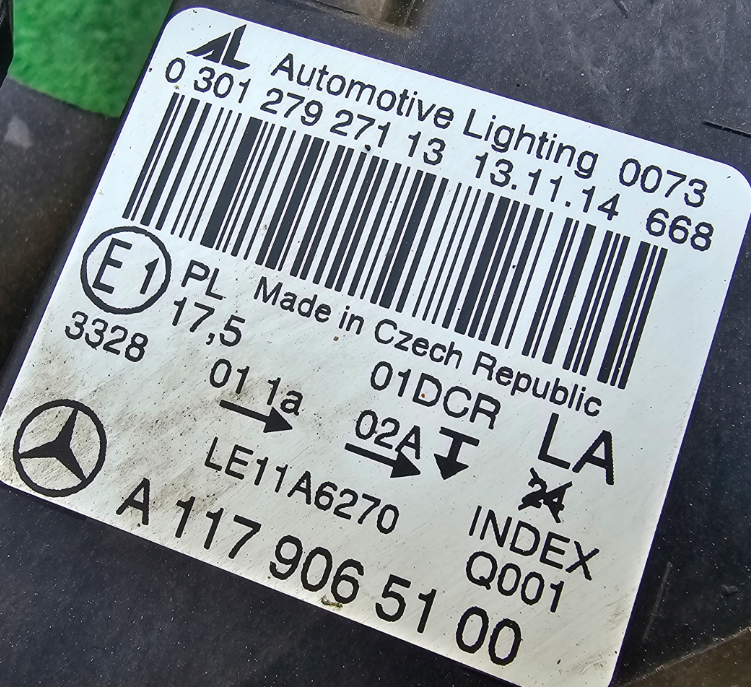 AL Automotive Lighting 0073
0 301 279 271 13 13.11.14 668
E1 PL Made in Czech Republic
3328 17,5
01 1a 01DCR LA
→ 02A → 24
LE11A6270 INDEX
Q001
A 117 906 51 00